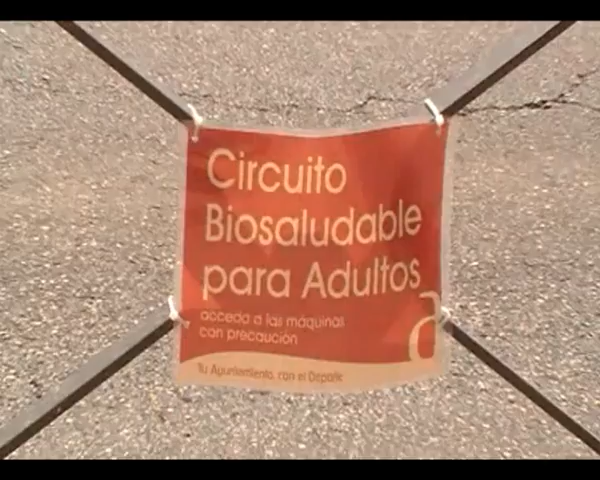 Circuito
Biosaludable
para Adultos
acceda a las máquinas
con precaución
a
Tu Ayuntamiento, con el Deporte